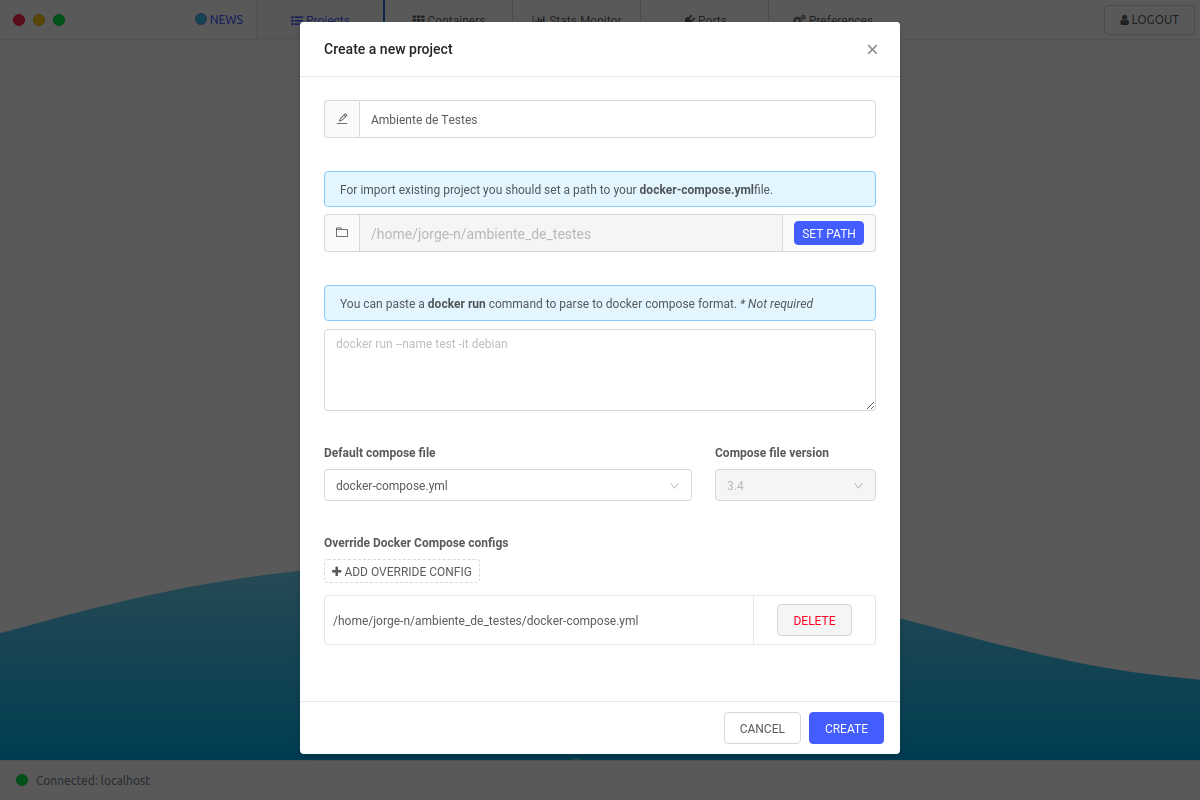 NEWS
Projects
Containers
Stats Monitor
Ports
Preferences
LOGOUT
Create a new project
Ambiente de Testes
For import existing project you should set a path to your docker-compose.ymlfile.
/home/jorge-n/ambiente_de_testes
SET PATH
You can paste a docker run command to parse to docker compose format. * Not required
docker run --name test -it debian
Default compose file
Compose file version
docker-compose.yml
3.4
Override Docker Compose configs
ADD OVERRIDE CONFIG
/home/jorge-n/ambiente_de_testes/docker-compose.yml
DELETE
CANCEL
CREATE
Connected: localhost